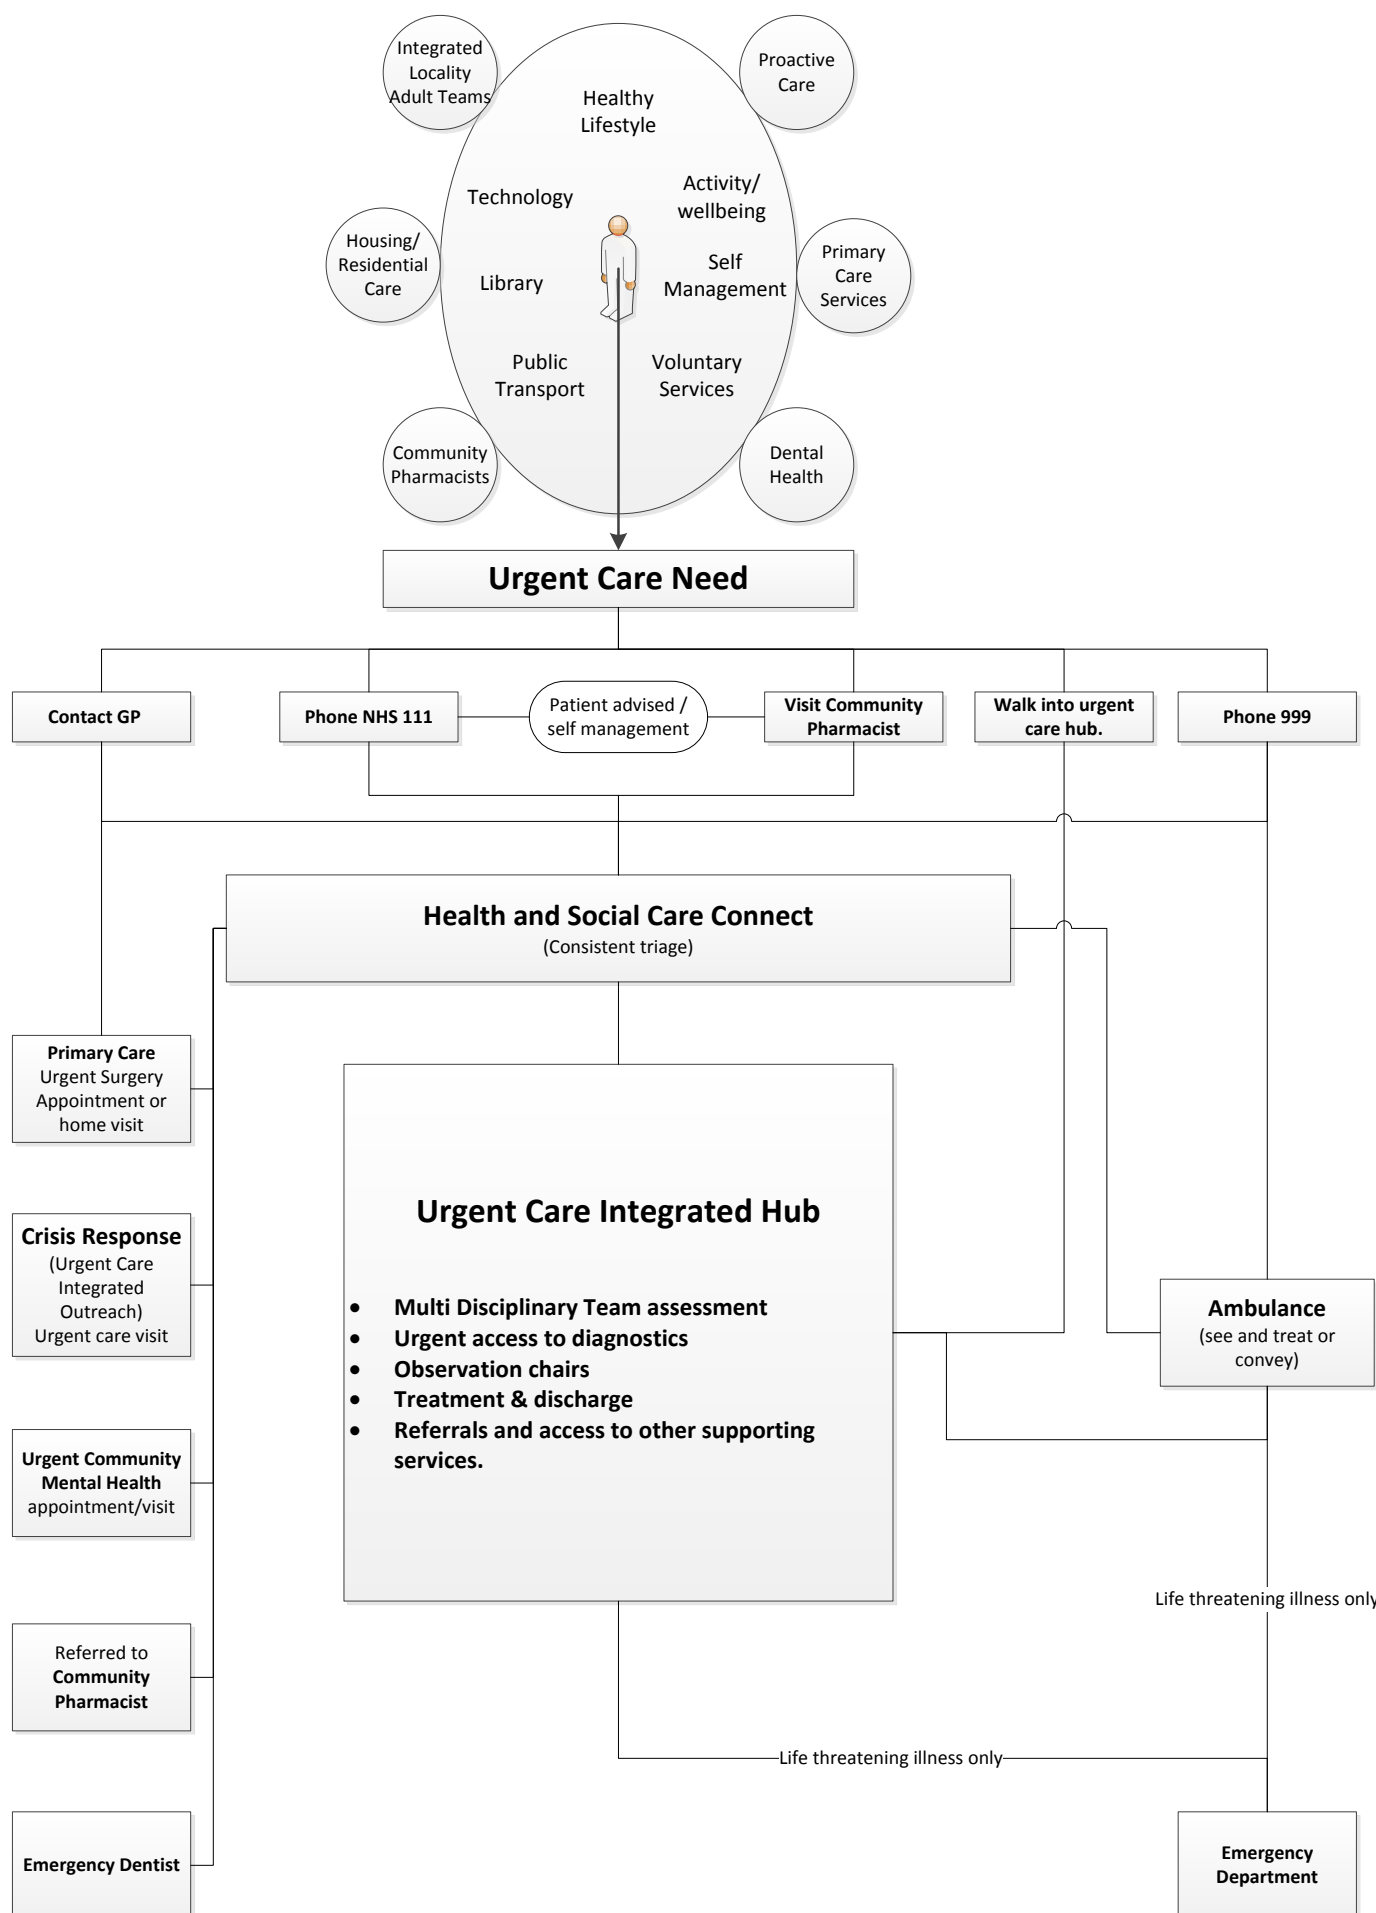 Integrated
Locality
Adult Teams
Proactive
Care
Healthy
Lifestyle
Technology
Activity/
wellbeing
Housing/
Residential
Care
Library
Self
Management
Primary
Care
Services
Public
Transport
Voluntary
Services
Community
Pharmacists
Dental
Health
Urgent Care Need
Contact GP
Phone NHS 111
Patient advised /
self management
Visit Community
Pharmacist
Walk into urgent
care hub.
Phone 999
Health and Social Care Connect
(Consistent triage)
Primary Care
Urgent Surgery
Appointment or
home visit
Crisis Response
(Urgent Care
Integrated
Outreach)
Urgent care visit
Urgent Community
Mental Health
appointment/visit
Referred to
Community
Pharmacist
Emergency Dentist
Urgent Care Integrated Hub
• Multi Disciplinary Team assessment
• Urgent access to diagnostics
• Observation chairs
• Treatment & discharge
• Referrals and access to other supporting
services.
Ambulance
(see and treat or
convey)
Life threatening illness only
Life threatening illness only
Emergency
Department